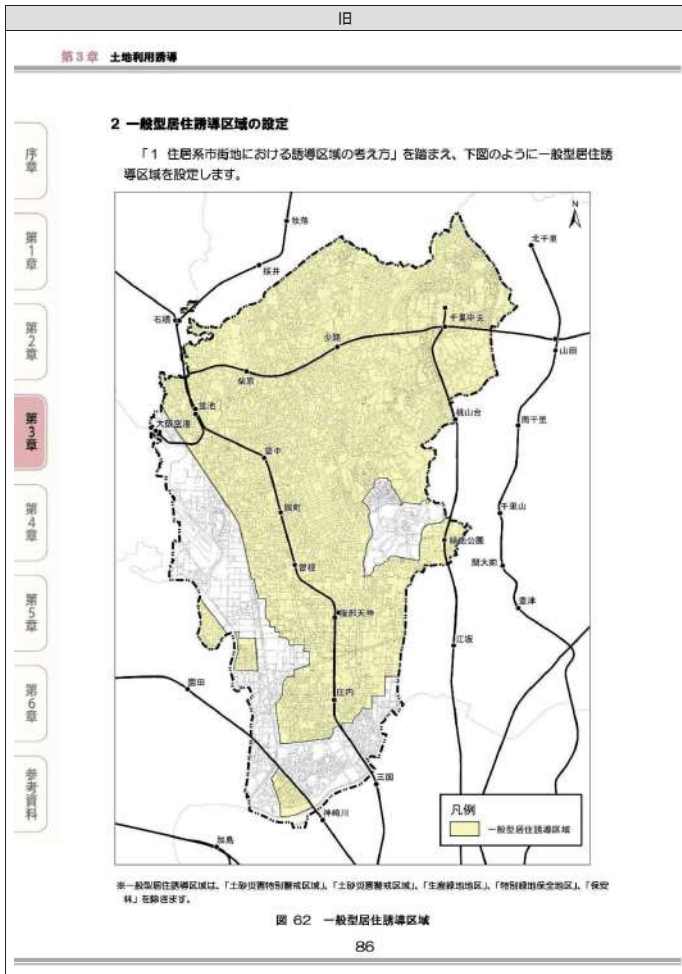 旧
第3章 土地利用誘導
序章
第1章
第2章
第3章
第4章
第5章
第6章
参考資料
2 一般型居住誘導区域の設定
「1 住居系市街地における誘導区域の考え方」を踏まえ、下図のように一般型居住誘
導区域を設定します。
N
牧落
北千里
桜井
石橋
千里中央
少路
山田
柴原
蛍池
大阪空港
桃山台
南千里
豊中
岡町
千里山
緑地公園
関大前
曽根
豊津
服部天神
江坂
園田
庄内
三国
神崎川
加島
凡例
一般型居住誘導区域
※一般型居住誘導区域は、「土砂災害特別警戒区域」、「土砂災害警戒区域」、「生産緑地地区」、「特別緑地保全地区」、「保安
林」を除きます。
図 62 一般型居住誘導区域
86